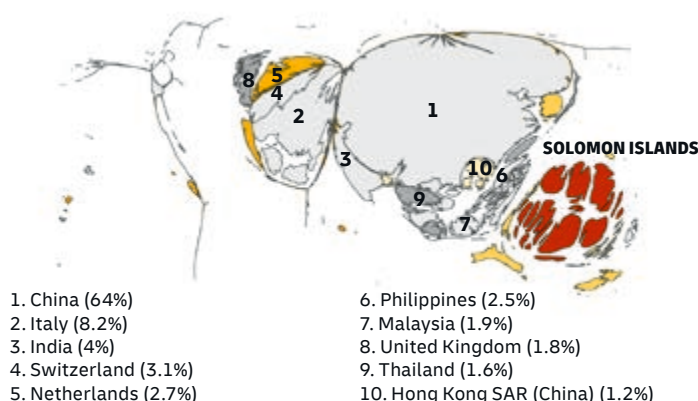 8
5
4
2
1
3
SOLOMON ISLANDS
10
6
9
7
1. China (64%)
2. Italy (8.2%)
3. India (4%)
4. Switzerland (3.1%)
5. Netherlands (2.7%)
6. Philippines (2.5%)
7. Malaysia (1.9%)
8. United Kingdom (1.8%)
9. Thailand (1.6%)
10. Hong Kong SAR (China) (1.2%)